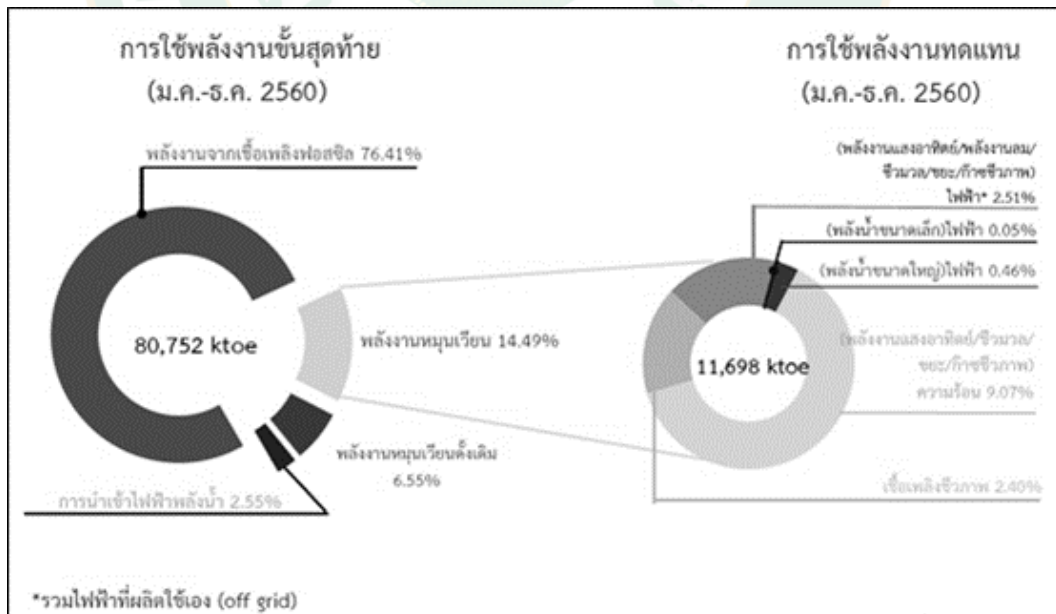 การใช้พลังงานขั้นสุดท้าย
(ม.ค.-ธ.ค. 2560)
พลังงานจากเชื้อเพลิงฟอสซิล 76.41%
80,752 ktoe
พลังงานหมุนเวียน 14.49%
พลังงานหมุนเวียนดั้งเดิม
6.55%
การนำเข้าไฟฟ้าพลังน้ำ 2.55%
การใช้พลังงานทดแทน
(ม.ค.-ธ.ค. 2560)
(พลังงานแสงอาทิตย์/พลังงานลม/
ชีวมวล/ขยะ/ก๊าซชีวภาพ)
ไฟฟ้า* 2.51%
(พลังน้ำขนาดเล็ก)ไฟฟ้า 0.05%
(พลังน้ำขนาดใหญ่)ไฟฟ้า 0.46%
11,698 ktoe
(พลังงานแสงอาทิตย์/ชีวมวล/
ขยะ/ก๊าซชีวภาพ)
ความร้อน 9.07%
เชื้อเพลิงชีวภาพ 2.40%
*รวมไฟฟ้าที่ผลิตใช้เอง (off grid)